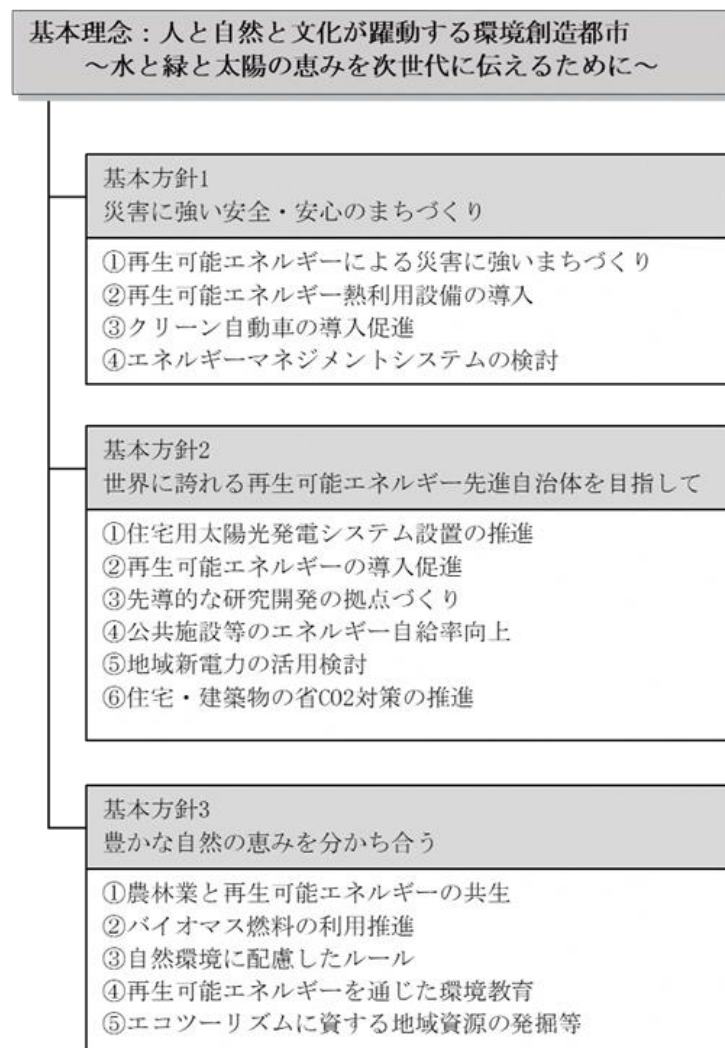 基本理念：人と自然と文化が躍動する環境創造都市
～水と緑と太陽の恵みを次世代に伝えるために～
基本方針1
災害に強い安全・安心のまちづくり
①再生可能エネルギーによる災害に強いまちづくり
②再生可能エネルギー熱利用設備の導入
③クリーン自動車の導入促進
④エネルギーマネジメントシステムの検討
基本方針2
世界に誇れる再生可能エネルギー先進自治体を目指して
①住宅用太陽光発電システム設置の推進
②再生可能エネルギーの導入促進
③先導的な研究開発の拠点づくり
④公共施設等のエネルギー自給率向上
⑤地域新電力の活用検討
⑥住宅・建築物の省CO2対策の推進
基本方針3
豊かな自然の恵みを分かち合う
①農林業と再生可能エネルギーの共生
②バイオマス燃料の利用推進
③自然環境に配慮したルール
④再生可能エネルギーを通じた環境教育
⑤エコツーリズムに資する地域資源の発掘等